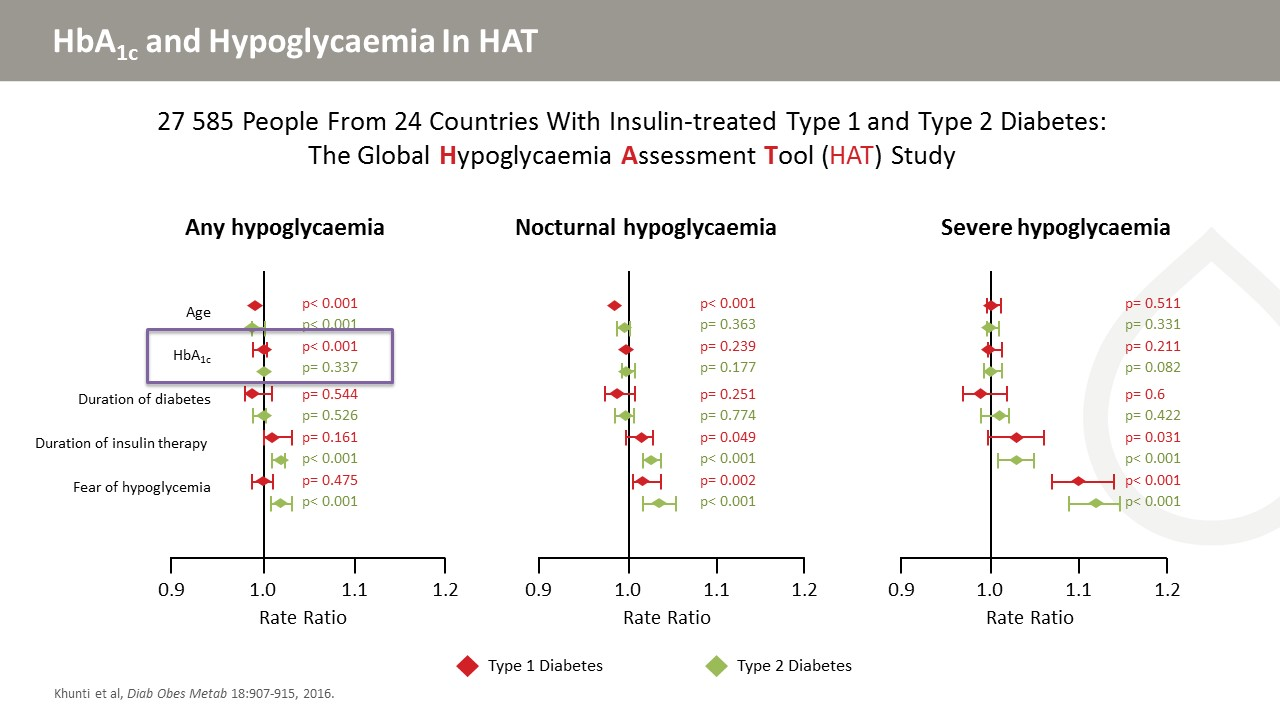 HbA1c and Hypoglycaemia In HAT
27 585 People From 24 Countries With Insulin-treated Type 1 and Type 2 Diabetes:
The Global Hypoglycaemia Assessment Tool (HAT) Study
Any hypoglycaemia
Nocturnal hypoglycaemia
Severe hypoglycaemia
Age
p< 0.001
p< 0.001
p= 0.511
p< 0.001
p= 0.363
p= 0.331
HbA1c
p< 0.001
p= 0.239
p= 0.211
p= 0.337
p= 0.177
p= 0.082
Duration of diabetes
p= 0.544
p= 0.251
p= 0.6
p= 0.526
p= 0.774
p= 0.422
Duration of insulin therapy
p= 0.161
p= 0.049
p= 0.031
p< 0.001
p< 0.001
p< 0.001
Fear of hypoglycemia
p= 0.475
p= 0.002
p< 0.001
p< 0.001
p< 0.001
p< 0.001
0.9 1.0 1.1 1.2
0.9 1.0 1.1 1.2
0.9 1.0 1.1 1.2
Rate Ratio
Rate Ratio
Rate Ratio
Type 1 Diabetes
Type 2 Diabetes
Khunti et al, Diab Obes Metab 18:907-915, 2016.